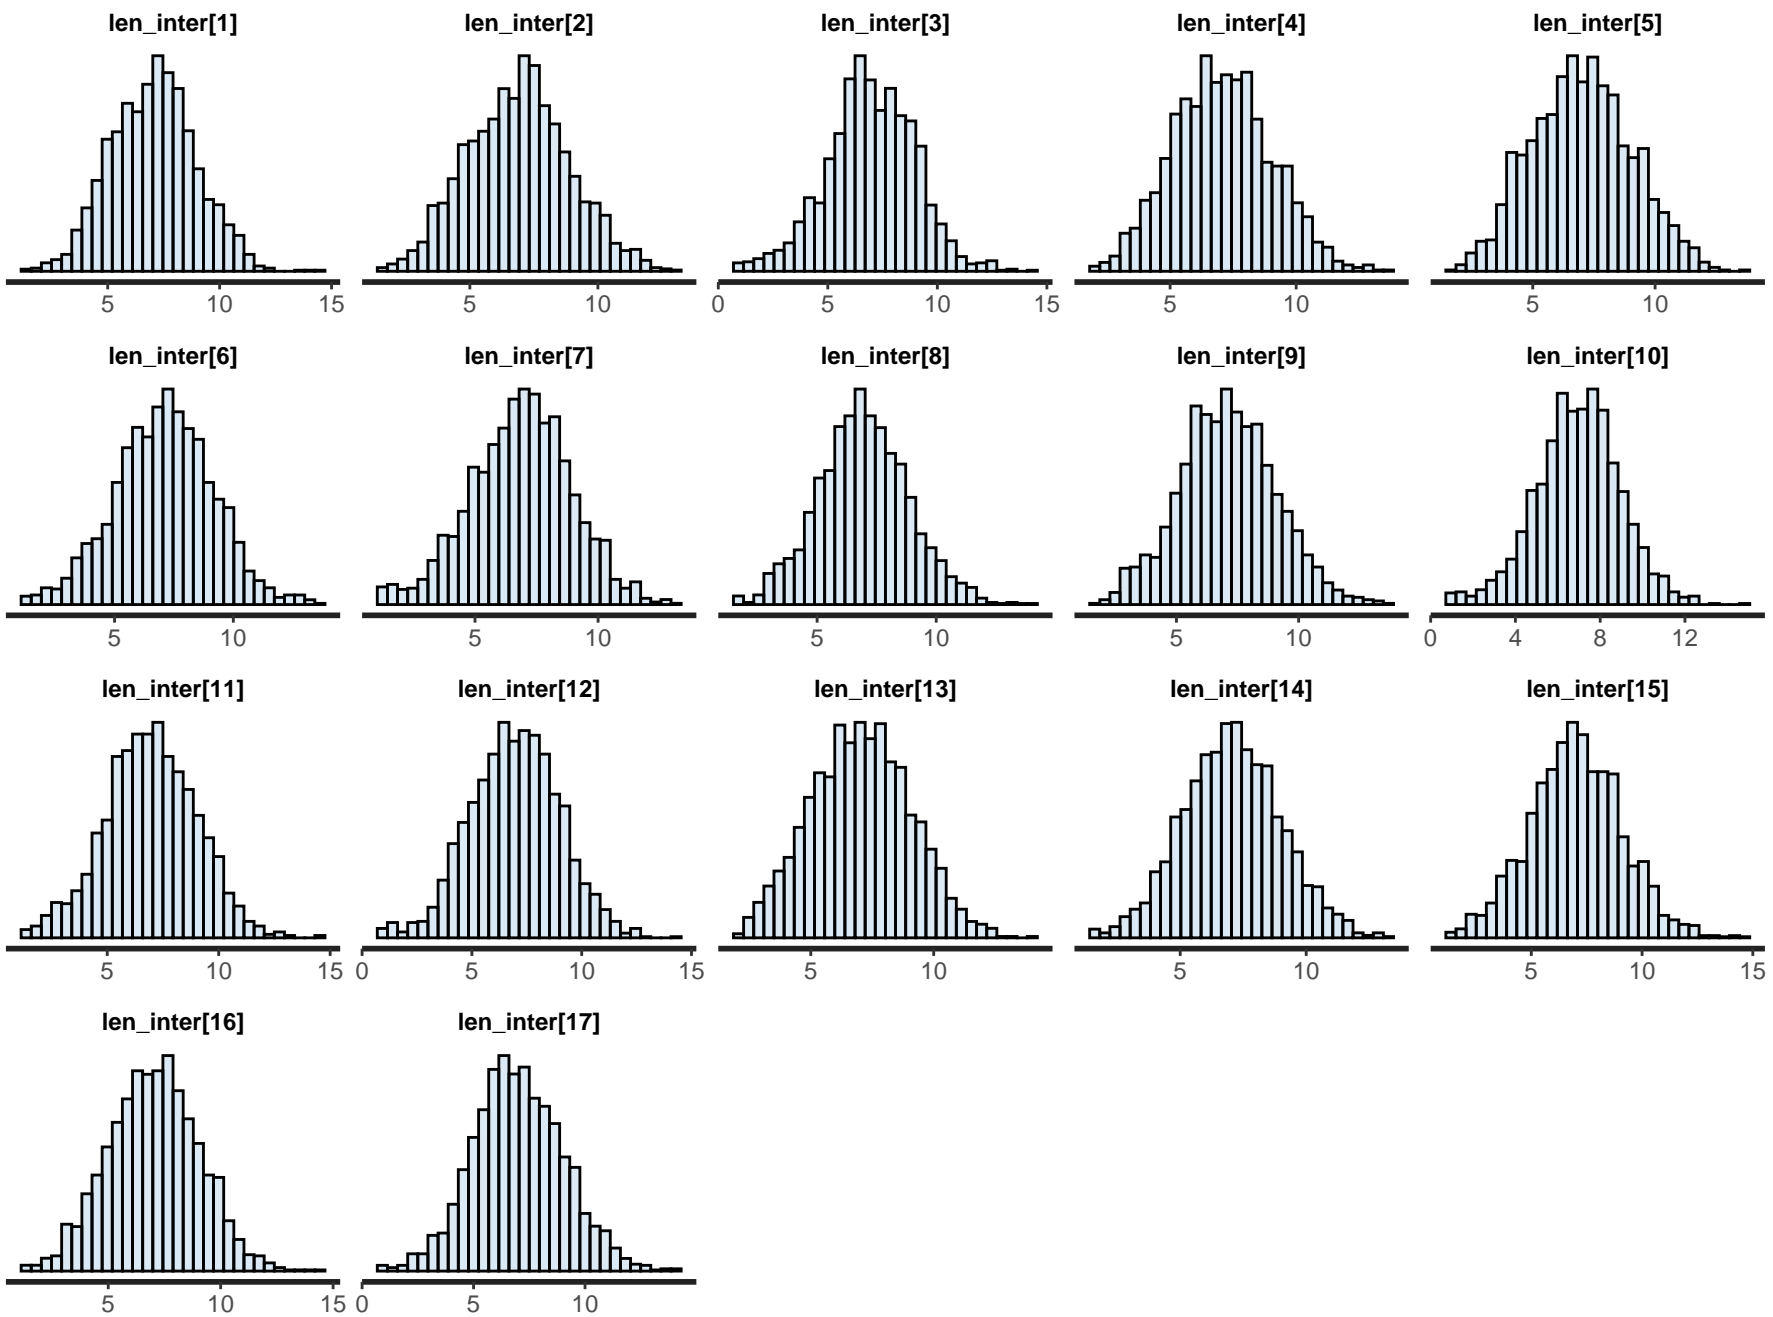 len_inter[1] len_inter[2] len_inter[3] len_inter[4] len_inter[5]
5 10 15 5 10 0 5 10 15 5 10 5 10
len_inter[6] len_inter[7] len_inter[8] len_inter[9] len_inter[10]
5 10 5 10 5 10 5 10 0 4 8 12
len_inter[11] len_inter[12] len_inter[13] len_inter[14] len_inter[15]
5 10 15 0 5 10 15 5 10 5 10 5 10 15
len_inter[16] len_inter[17]
5 10 15 0 5 10